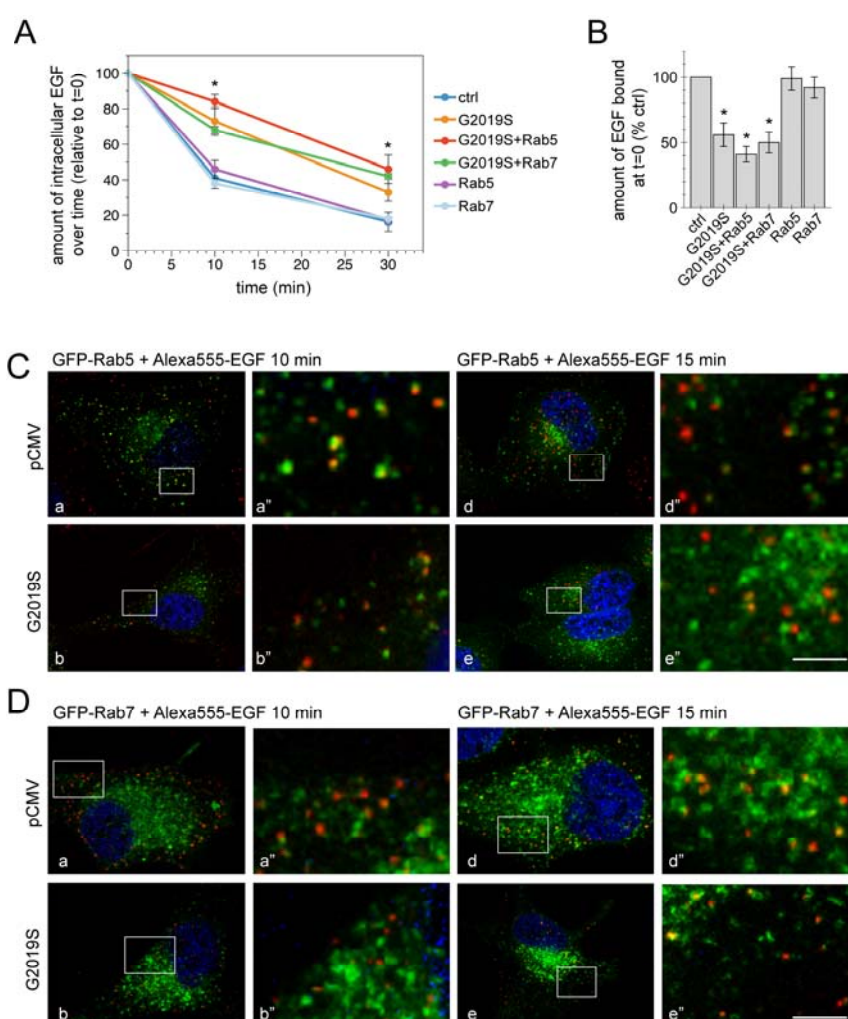 A
amount of intracellular EGF
over time (relative to t=0)
100
80
60
40
20
0
0 5 10 15 20 25 30
time (min)
*
*
ctrl
G2019S
G2019S+Rab5
G2019S+Rab7
Rab5
Rab7
B
amount of EGF bound
at t=0 (% ctrl)
100
50
0
* * *
ctrl
G2019S
G2019S+Rab5
G2019S+Rab7
Rab5
Rab7
C
GFP-Rab5 + Alexa555-EGF 10 min
GFP-Rab5 + Alexa555-EGF 15 min
pCMV
a a" d d"
G2019S
b b" e e"
D
GFP-Rab7 + Alexa555-EGF 10 min
GFP-Rab7 + Alexa555-EGF 15 min
pCMV
a a" d d"
G2019S
b b" e e"